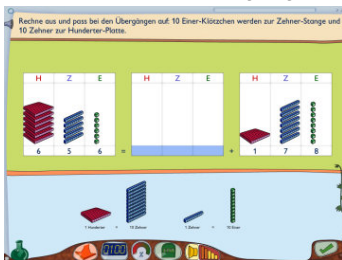 Rechne aus und pass bei den Übergängen auf: 10 Einer-Klötzchen werden zur Zehner-Stange und
10 Zehner zur Hunderter-Platte.
H Z E
H Z E
H Z E
6 5 6 = + 1 7 8
1 Hunderter = 10 Zehner
1 Zehner = 10 Einer